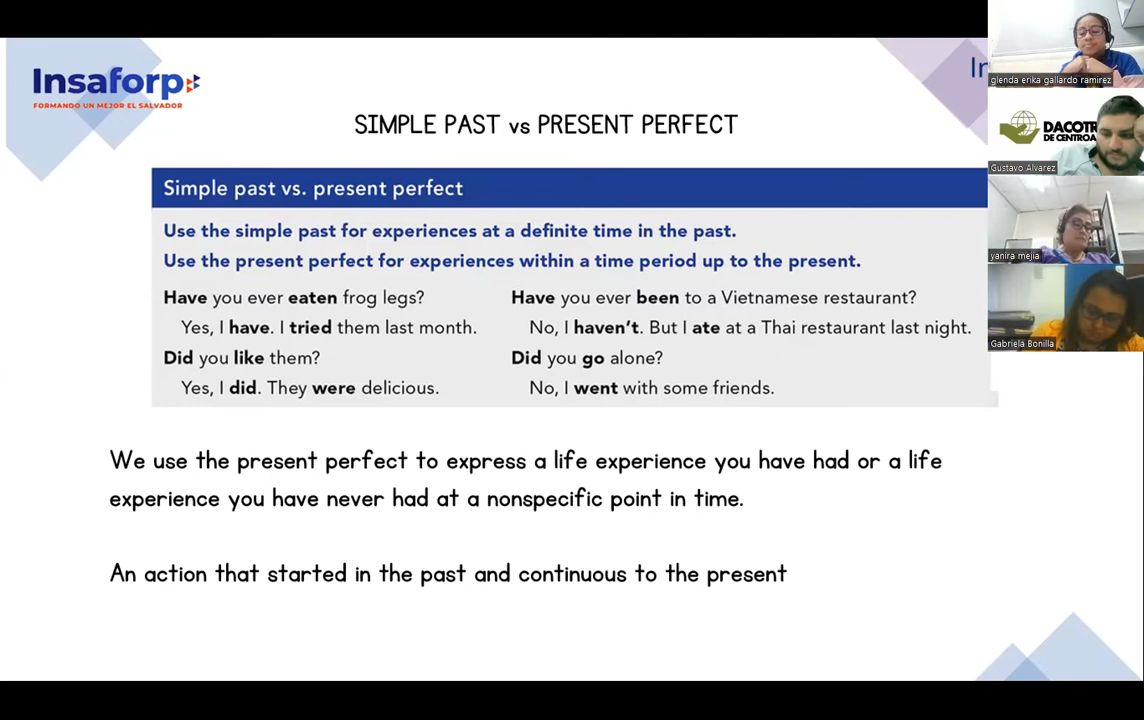 Insaforp
FORMANDO UN MEJOR EL SALVADOR
In
SIMPLE PAST vs PRESENT PERFECT
Simple past vs. present perfect
Use the simple past for experiences at a definite time in the past.
Use the present perfect for experiences within a time period up to the present.
Have you ever eaten frog legs?
Yes, I have. I tried them last month.
Did you like them?
Yes, I did. They were delicious.
Have you ever been to a Vietnamese restaurant?
No, I haven't. But I ate at a Thai restaurant last night.
Did you go alone?
No, I went with some friends.
We use the present perfect to express a life experience you have had or a life
experience you have never had at a nonspecific point in time.
An action that started in the past and continuous to the present
glenda erika gallardo ramirez
DACOTR
DE CENTROA
Gustavo Alvarez
yanira mejia
Gabriela Bonilla